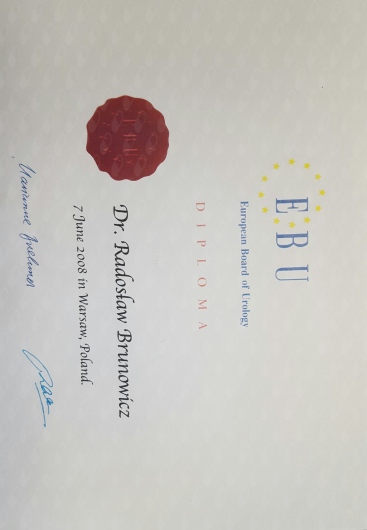 EBU
European Board of Urology
DIPLOMA
Dr. Radosław Brunowicz
7 June 2008 in Warsaw, Poland.